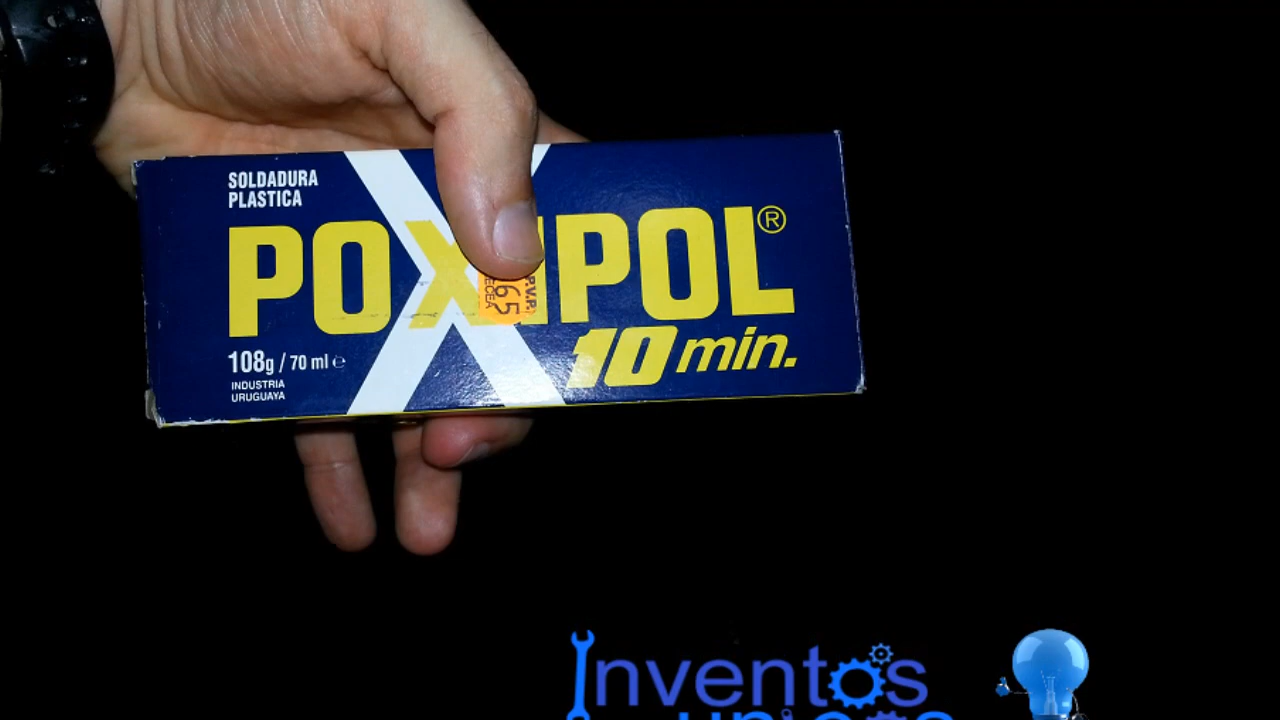 SOLDADURA
PLASTICA
POXIPOL®
10 min.
108g / 70 ml ℮
INDUSTRIA
URUGUAYA
P.V.P.
Inventos